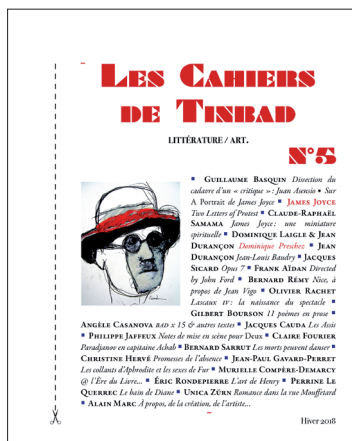 Les Cahiers
de Tinbad
LITTÉRATURE / ART.
N°5
▪ Guillaume Basquin Dissection du
cadavre d'un « critique » : Juan Asensio • Sur
A Portrait de James Joyce ▪ James Joyce
Two Letters of Protest ▪ Claude-Raphaël
Samama James Joyce : une miniature
spirituelle ▪ Dominique Laigle & Jean
Durançon Dominique Preschez ▪ Jean
Durançon Jean-Louis Baudry ▪ Jacques
Sicard Opus 7 ▪ Frank Aïdan Directed
by John Ford ▪ Bernard Rémy Nice, à
propos de Jean Vigo ▪ Olivier Rachet
Lascaux IV : la naissance du spectacle ▪
Gilbert Bourson 11 poèmes en prose ▪
Angèle Casanova BAD x 15 & autres textes ▪ Jacques Cauda Les Assis
▪ Philippe Jaffeux Notes de mise en scène pour Deux ▪ Claire Fourier
Paradjanov en capitaine Achab ▪ Bernard Sarrut Les morts peuvent danser ▪
Christine Hervé Promesses de l'absence ▪ Jean-Paul Gavard-Perret
Les collants d'Aphrodite et les sexes de Fur ▪ Murielle Compère-Demarcy
@ l'Ère du Livre... ▪ Éric Rondepierre L'art de Henry ▪ Perrine Le
Querrec Le bain de Diane ▪ Unica Zürn Romance dans la rue Mouffetard
▪ Alain Marc À propos, de la création, de l'artiste...
Hiver 2018